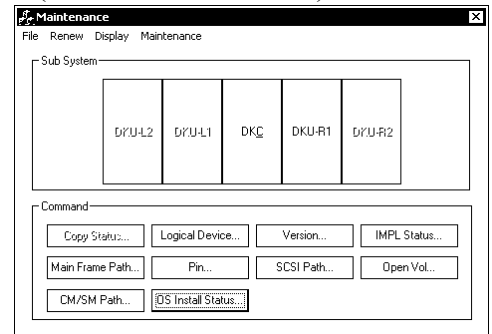 Maintenance
File Renew Display Maintenance
Sub System
DKU-L2 DKU-L1 DKC DKU-R1 DKU-R2
Command
Copy Status... Logical Device... Version... IMPL Status...
Main Frame Path... Pin... SCSI Path... Open Vol...
CM/SM Path... OS Install Status...